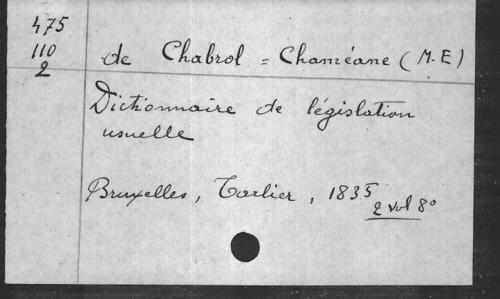 475
110
2
de Chabrol = Chaméane (M.E)
Dictionnaire de législation
usuelle
Bruxelles, Tarlier, 1835
2 vol 8°